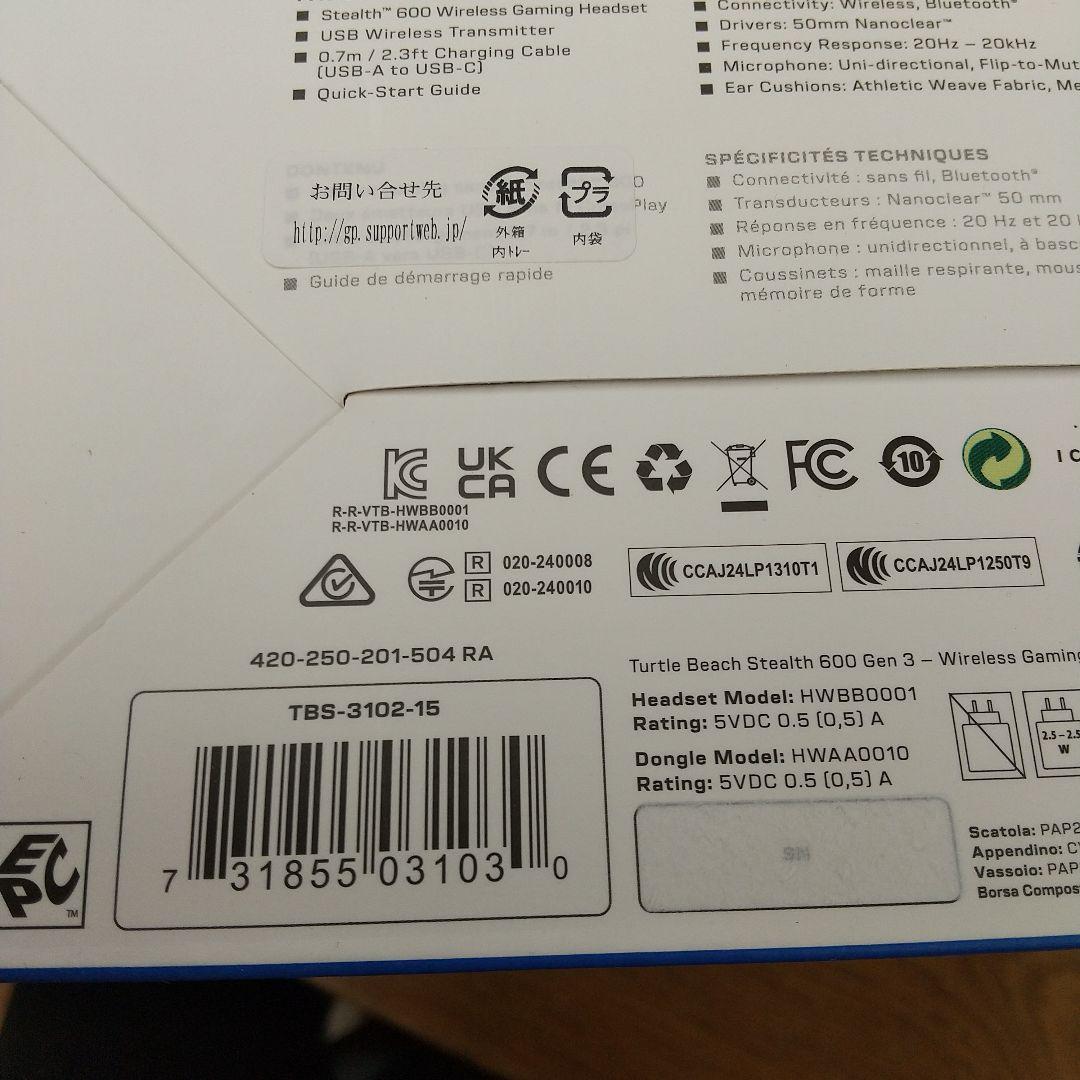 Stealth™ 600 Wireless Gaming Headset
USB Wireless Transmitter
0.7m / 2.3ft Charging Cable
(USB-A to USB-C)
Quick-Start Guide
Connectivity: Wireless, Bluetooth®
Drivers: 50mm Nanoclear™
Frequency Response: 20Hz – 20kHz
Microphone: Uni-directional, Flip-to-Mut
Ear Cushions: Athletic Weave Fabric, Me
CONTENU
お問い合せ先
http://gp.supportweb.jp/
紙
外箱
内トレー
プラ
内袋
Play
Guide de démarrage rapide
SPÉCIFICITÉS TECHNIQUES
Connectivité : sans fil, Bluetooth®
Transducteurs : Nanoclear™ 50 mm
Réponse en fréquence : 20 Hz et 20
Microphone : unidirectionnel, à basc
Coussinets : maille respirante, mous
mémoire de forme
KC
UK
CA
CE
FC
10
I C
R-R-VTB-HWBB0001
R-R-VTB-HWAA0010
R 020-240008
R 020-240010
CCAJ24LP1310T1
CCAJ24LP1250T9
420-250-201-504 RA
TBS-3102-15
7 31855 03103 0
EPC™
Turtle Beach Stealth 600 Gen 3 – Wireless Gaming
Headset Model: HWBB0001
Rating: 5VDC 0.5 (0,5) A
Dongle Model: HWAA0010
Rating: 5VDC 0.5 (0,5) A
2.5–2.5
W
SN
Scatola: PAP2
Appendino: C
Vassoio: PAP
Borsa Compos